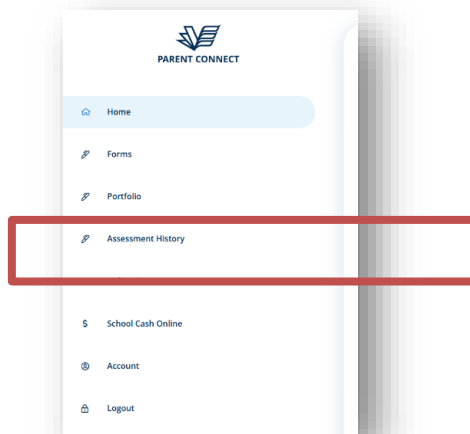 PARENT CONNECT
Home
Forms
Portfolio
Assessment History
$ School Cash Online
Account
Logout